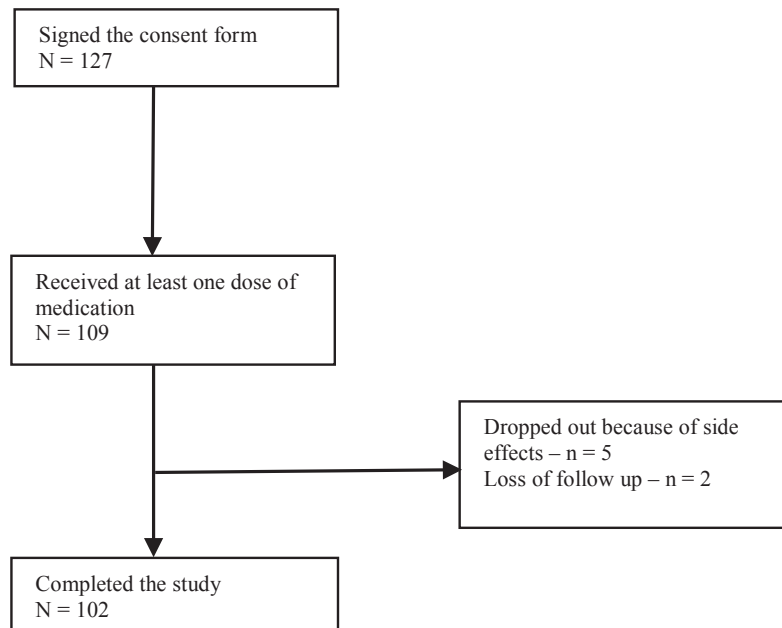 Signed the consent form
N = 127
Received at least one dose of
medication
N = 109
Dropped out because of side
effects – n = 5
Loss of follow up – n = 2
Completed the study
N = 102